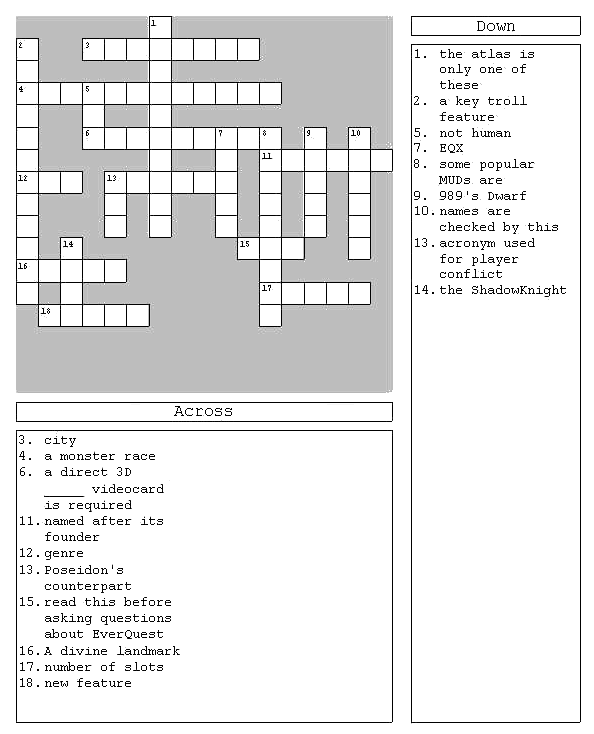 1
2
3
4
5
6
7
8
9
10
11
12
13
14
15
16
17
18
Down
1. the atlas is
only one of
these
2. a key troll
feature
5. not human
7. EQX
8. some popular
MUDs are
9. 989's Dwarf
10. names are
checked by this
13. acronym used
for player
conflict
14. the ShadowKnight
Across
3. city
4. a monster race
6. a direct 3D
_____ videocard
is required
11. named after its
founder
12. genre
13. Poseidon's
counterpart
15. read this before
asking questions
about EverQuest
16. A divine landmark
17. number of slots
18. new feature